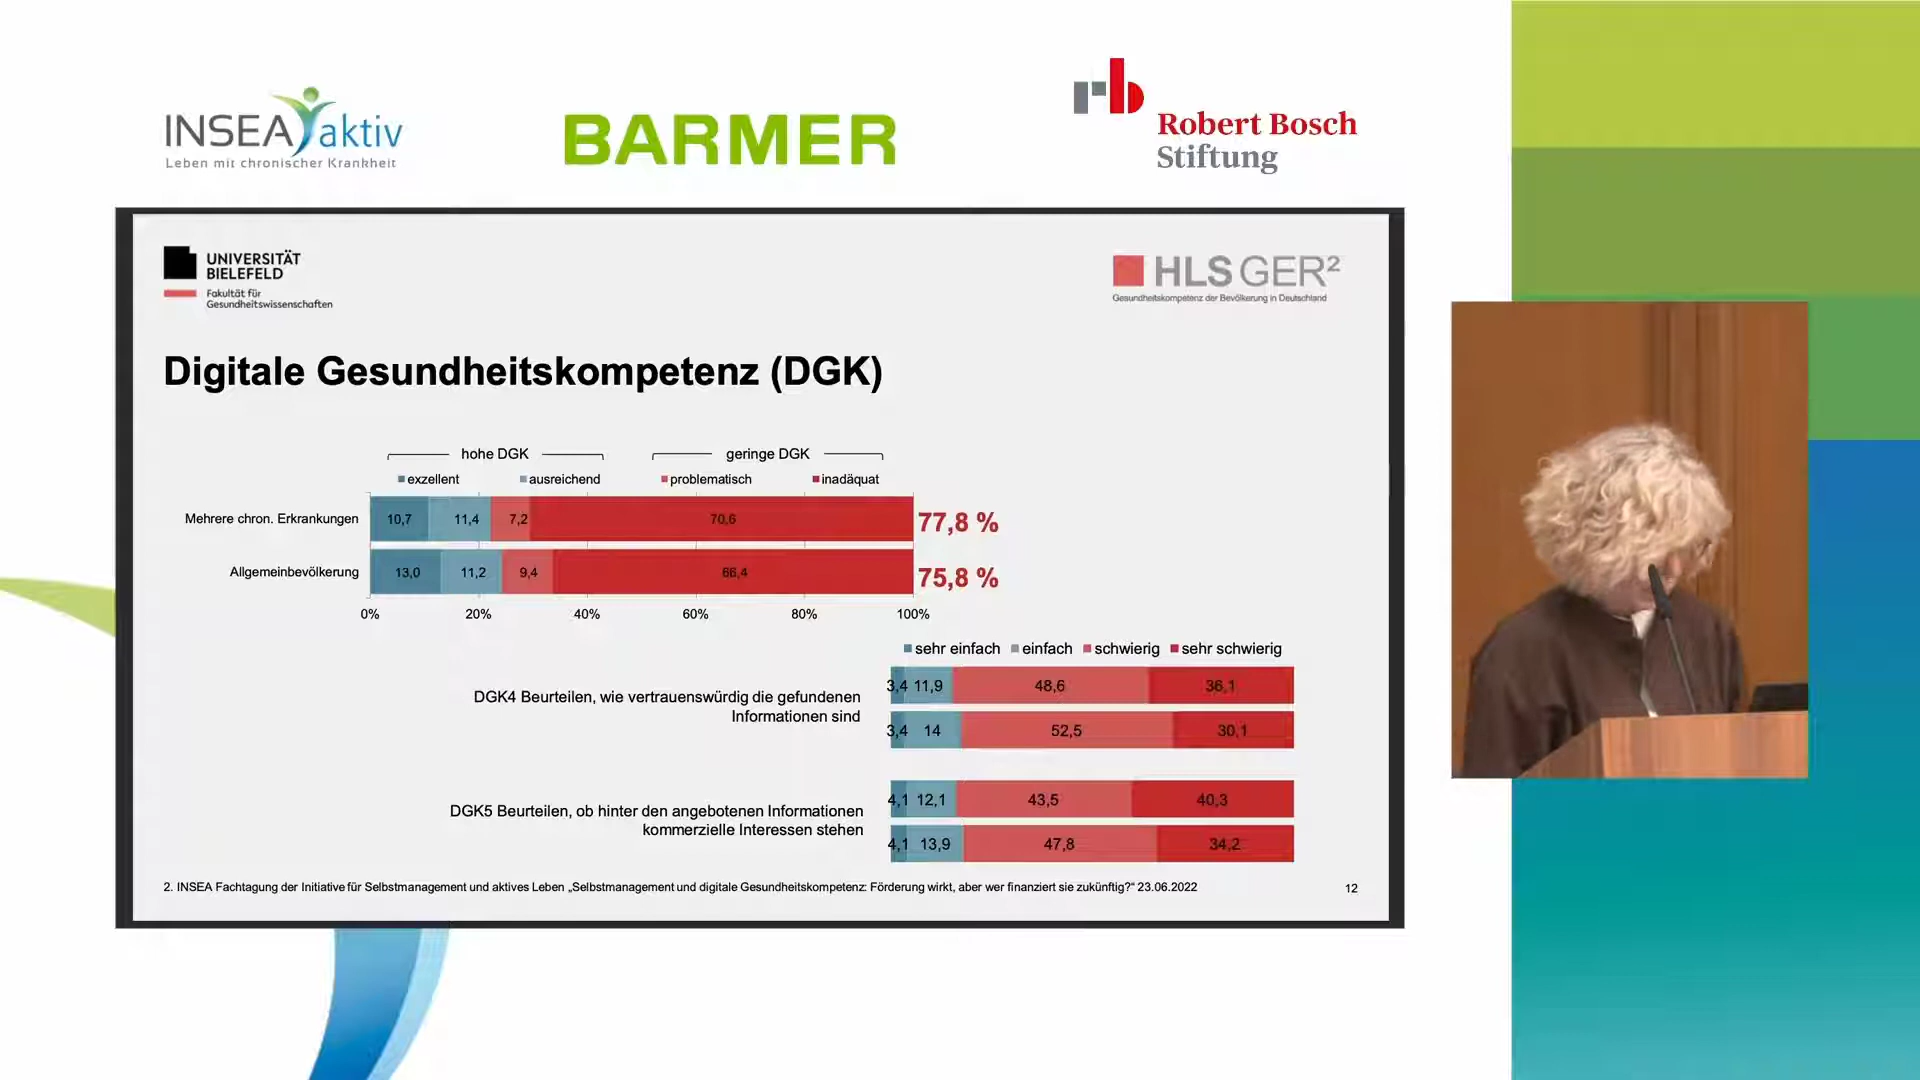 INSEA aktiv
Leben mit chronischer Krankheit
BARMER
Robert Bosch
Stiftung
UNIVERSITÄT
BIELEFELD
Fakultät für
Gesundheitswissenschaften
HLS GER²
Gesundheitskompetenz der Bevölkerung in Deutschland
Digitale Gesundheitskompetenz (DGK)
hohe DGK geringe DGK
exzellent ausreichend problematisch inadäquat
Mehrere chron. Erkrankungen 10,7 11,4 7,2 70,6 77,8 %
Allgemeinbevölkerung 13,0 11,2 9,4 66,4 75,8 %
0% 20% 40% 60% 80% 100%
sehr einfach einfach schwierig sehr schwierig
DGK4 Beurteilen, wie vertrauenswürdig die gefundenen
Informationen sind
3,4 11,9 48,6 36,1
3,4 14 52,5 30,1
DGK5 Beurteilen, ob hinter den angebotenen Informationen
kommerzielle Interessen stehen
4,1 12,1 43,5 40,3
4,1 13,9 47,8 34,2
2. INSEA Fachtagung der Initiative für Selbstmanagement und aktives Leben „Selbstmanagement und digitale Gesundheitskompetenz: Förderung wirkt, aber wer finanziert sie zukünftig?“ 23.06.2022
12